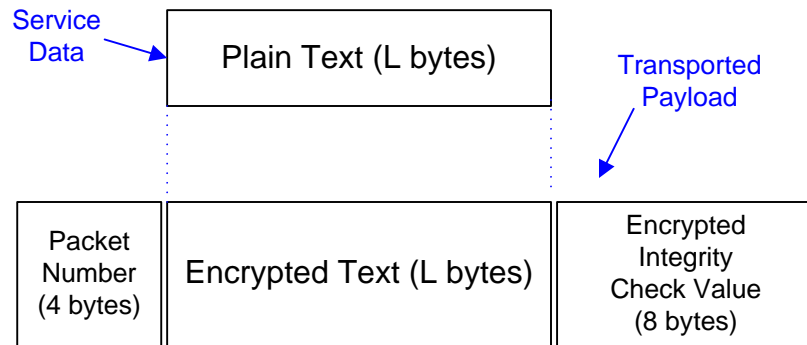 Service
Data
Plain Text (L bytes)
Transported
Payload
Packet
Number
(4 bytes)
Encrypted Text (L bytes)
Encrypted
Integrity
Check Value
(8 bytes)